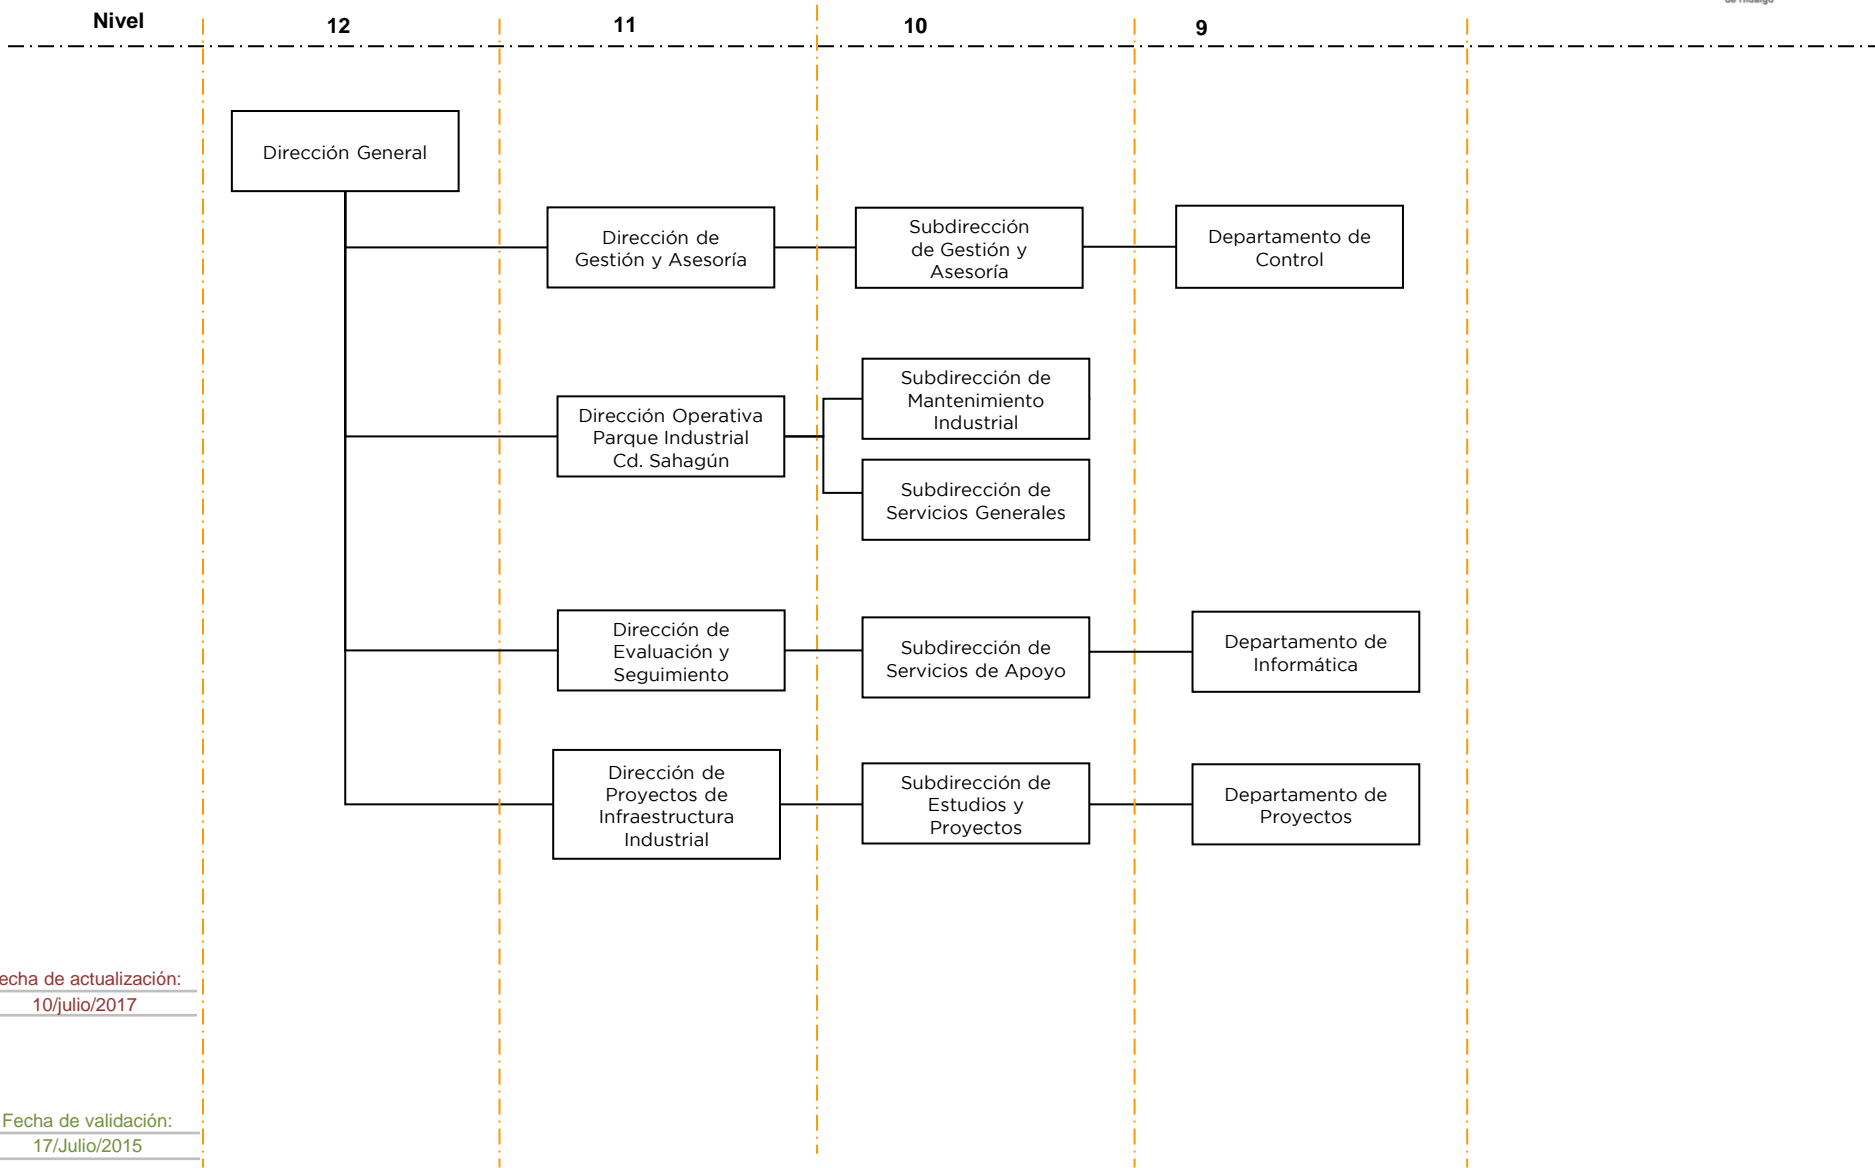 de Hidalgo
Nivel
12
11
10
9
Dirección General
Dirección de
Gestión y Asesoría
Subdirección
de Gestión y
Asesoría
Departamento de
Control
Dirección Operativa
Parque Industrial
Cd. Sahagún
Subdirección de
Mantenimiento
Industrial
Subdirección de
Servicios Generales
Dirección de
Evaluación y
Seguimiento
Subdirección de
Servicios de Apoyo
Departamento de
Informática
Dirección de
Proyectos de
Infraestructura
Industrial
Subdirección de
Estudios y
Proyectos
Departamento de
Proyectos
echa de actualización:
10/julio/2017
Fecha de validación:
17/Julio/2015